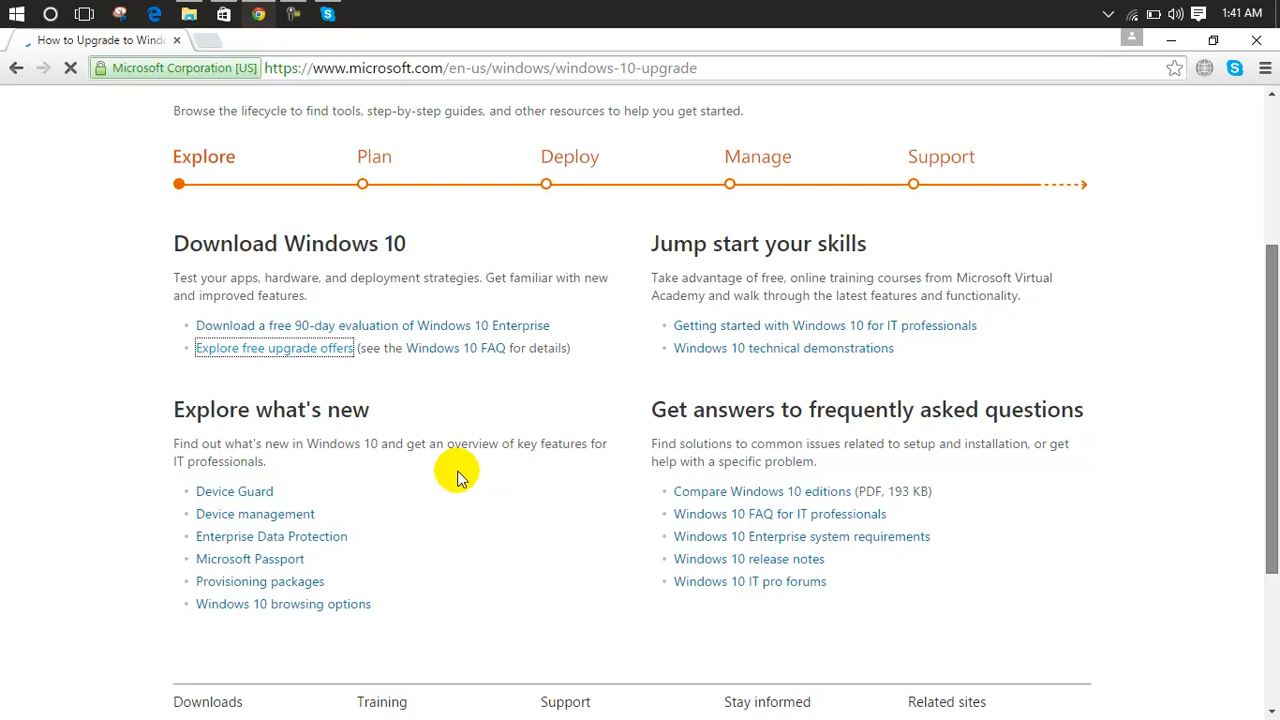 1:41 AM
How to Upgrade to Windo
Microsoft Corporation [US] https://www.microsoft.com/en-us/windows/windows-10-upgrade
Browse the lifecycle to find tools, step-by-step guides, and other resources to help you get started.
Explore Plan Deploy Manage Support
Download Windows 10
Test your apps, hardware, and deployment strategies. Get familiar with new
and improved features.
Download a free 90-day evaluation of Windows 10 Enterprise
Explore free upgrade offers (see the Windows 10 FAQ for details)
Jump start your skills
Take advantage of free, online training courses from Microsoft Virtual
Academy and walk through the latest features and functionality.
Getting started with Windows 10 for IT professionals
Windows 10 technical demonstrations
Explore what's new
Find out what's new in Windows 10 and get an overview of key features for
IT professionals.
Device Guard
Device management
Enterprise Data Protection
Microsoft Passport
Provisioning packages
Windows 10 browsing options
Get answers to frequently asked questions
Find solutions to common issues related to setup and installation, or get
help with a specific problem.
Compare Windows 10 editions (PDF, 193 KB)
Windows 10 FAQ for IT professionals
Windows 10 Enterprise system requirements
Windows 10 release notes
Windows 10 IT pro forums
Downloads Training Support Stay informed Related sites